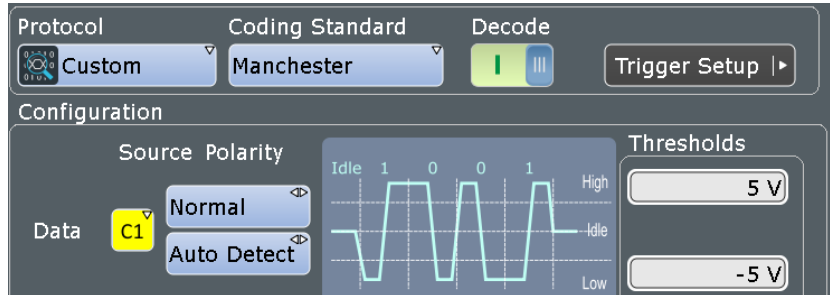 Protocol Coding Standard Decode
Custom Manchester I III Trigger Setup
Configuration
Source Polarity Thresholds
Idle 1 0 0 1 High
Normal 5 V
Data C1 Idle
Auto Detect
Low -5 V